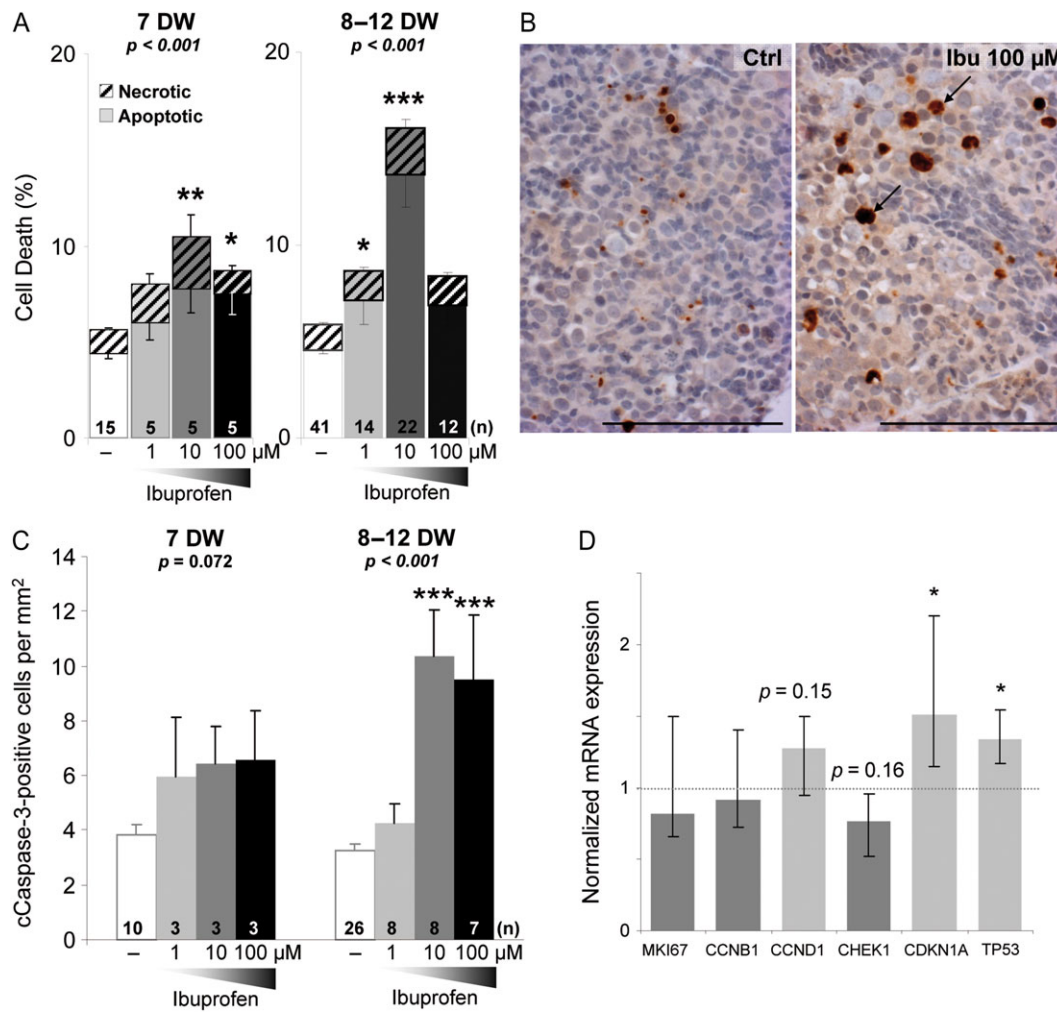 A
7 DW
p < 0.001
8–12 DW
p < 0.001
20
10
0
Cell Death (%)
Necrotic
Apoptotic
**
*
15
5
5
5
–
1
10
100 µM
Ibuprofen
20
10
0
*
***
41
14
22
12
(n)
–
1
10
100 µM
Ibuprofen
B
Ctrl
Ibu 100 µM
C
7 DW
p = 0.072
8–12 DW
p < 0.001
cCaspase-3-positive cells per mm²
14
12
10
8
6
4
2
0
***
***
10
3
3
3
26
8
8
7
(n)
–
1
10
100 µM
–
1
10
100 µM
Ibuprofen
Ibuprofen
D
Normalized mRNA expression
2
1
0
p = 0.15
p = 0.16
*
*
MKI67
CCNB1
CCND1
CHEK1
CDKN1A
TP53